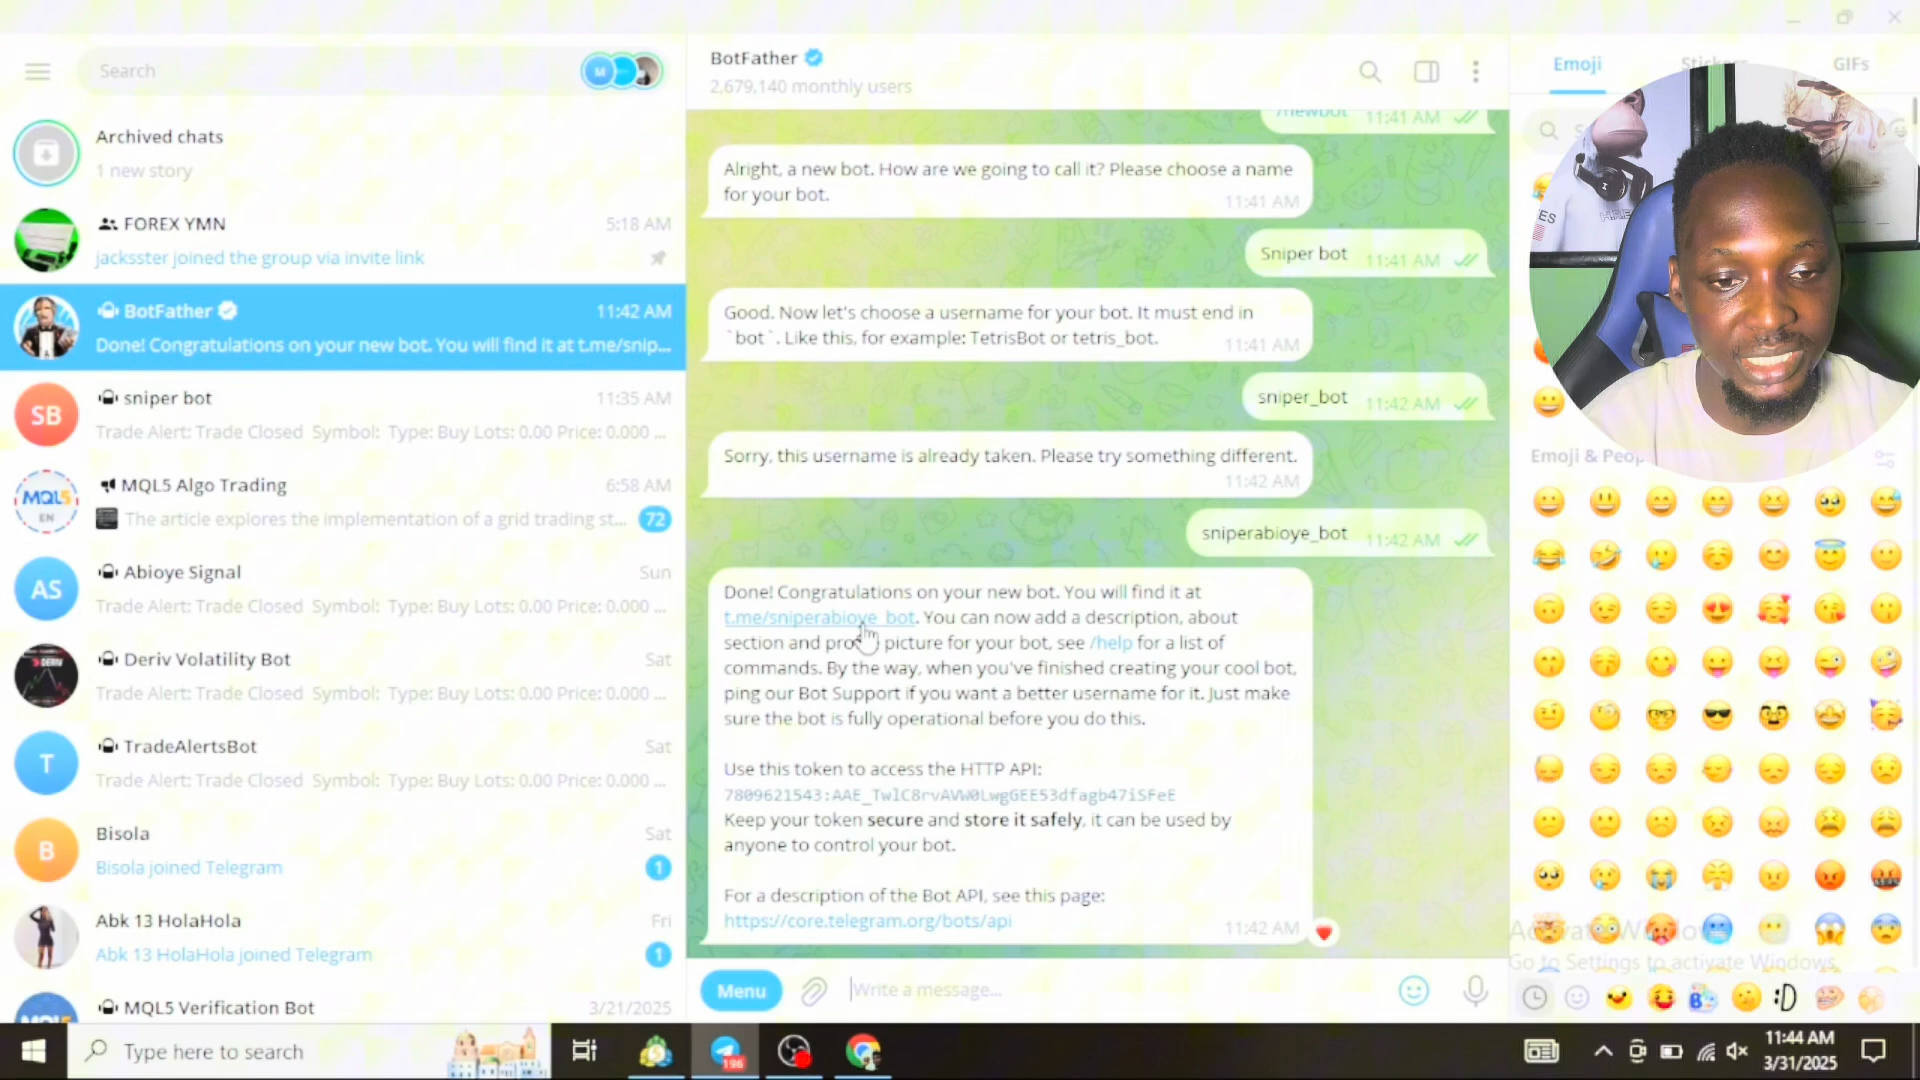 Search
M
Archived chats
1 new story
FOREX YMN
5:18 AM
jacksster joined the group via invite link
BotFather
11:42 AM
Done! Congratulations on your new bot. You will find it at t.me/snip...
SB
sniper bot
11:35 AM
Trade Alert: Trade Closed Symbol: Type: Buy Lots: 0.00 Price: 0.000 ...
MQL5
EN
MQL5 Algo Trading
6:58 AM
The article explores the implementation of a grid trading st...
72
AS
Abioye Signal
Sun
Trade Alert: Trade Closed Symbol: Type: Buy Lots: 0.00 Price: 0.000 ...
DERIV
Deriv Volatility Bot
Sat
Trade Alert: Trade Closed Symbol: Type: Buy Lots: 0.00 Price: 0.000 ...
T
TradeAlertsBot
Sat
Trade Alert: Trade Closed Symbol: Type: Buy Lots: 0.00 Price: 0.000 ...
B
Bisola
Sat
Bisola joined Telegram
1
Abk 13 HolaHola
Fri
Abk 13 HolaHola joined Telegram
1
MQL5 Verification Bot
3/21/2025
BotFather
2,679,140 monthly users
/newbot 11:41 AM
Alright, a new bot. How are we going to call it? Please choose a name
for your bot.
11:41 AM
Sniper bot 11:41 AM
Good. Now let's choose a username for your bot. It must end in
`bot`. Like this, for example: TetrisBot or tetris_bot.
11:41 AM
sniper_bot 11:42 AM
Sorry, this username is already taken. Please try something different.
11:42 AM
sniperabioye_bot 11:42 AM
Done! Congratulations on your new bot. You will find it at
t.me/sniperabioye_bot. You can now add a description, about
section and picture for your bot, see /help for a list of
commands. By the way, when you've finished creating your cool bot,
ping our Bot Support if you want a better username for it. Just make
sure the bot is fully operational before you do this.
Use this token to access the HTTP API:
7809621543:AAE_TwlC8rvAVW0LwgGEE53dfagb47iSFeE
Keep your token secure and store it safely, it can be used by
anyone to control your bot.
For a description of the Bot API, see this page:
https://core.telegram.org/bots/api
11:42 AM
Menu
Write a message...
Emoji
Stickers
GIFs
Emoji &
Activate Windows
Go to Settings to activate Windows.
Type here to search
196
11:44 AM
3/31/2025